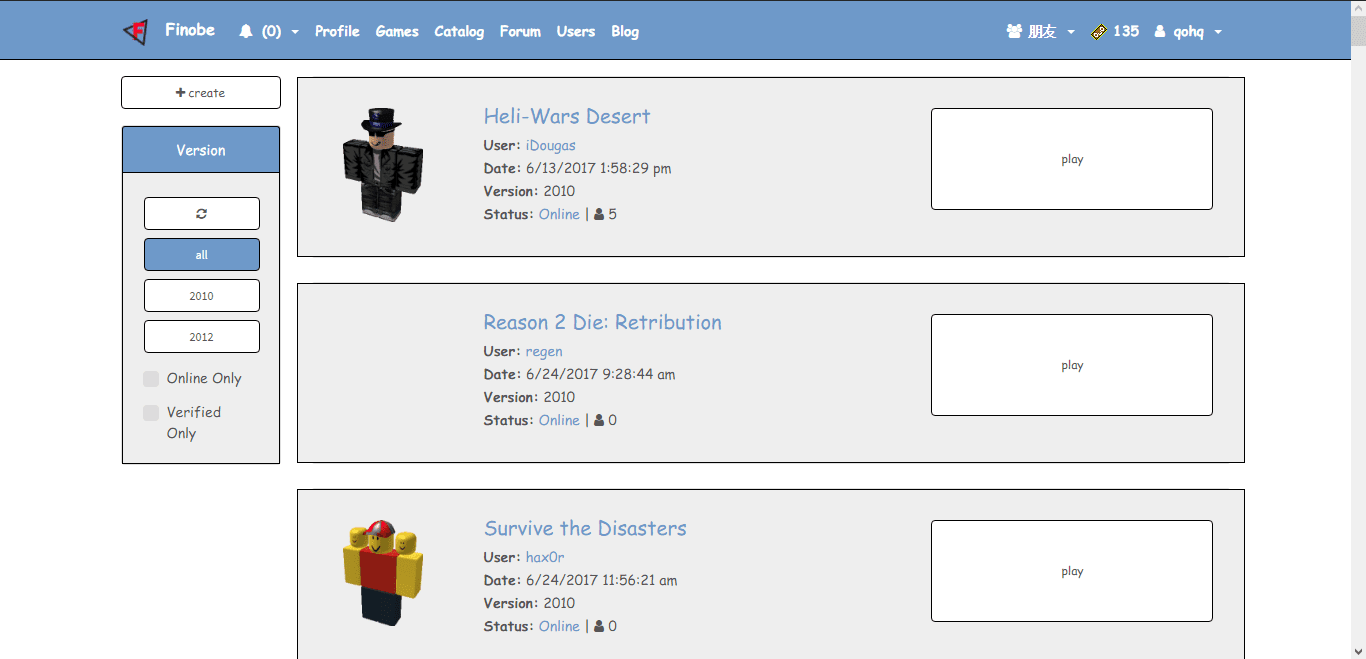 Finobe (0) Profile Games Catalog Forum Users Blog 朋友 135 qohq
create
Version
all
2010
2012
Online Only
Verified
Only
Heli-Wars Desert
User: iDougas
Date: 6/13/2017 1:58:29 pm
Version: 2010
Status: Online | 5
play
Reason 2 Die: Retribution
User: regen
Date: 6/24/2017 9:28:44 am
Version: 2010
Status: Online | 0
play
Survive the Disasters
User: hax0r
Date: 6/24/2017 11:56:21 am
Version: 2010
Status: Online | 0
play